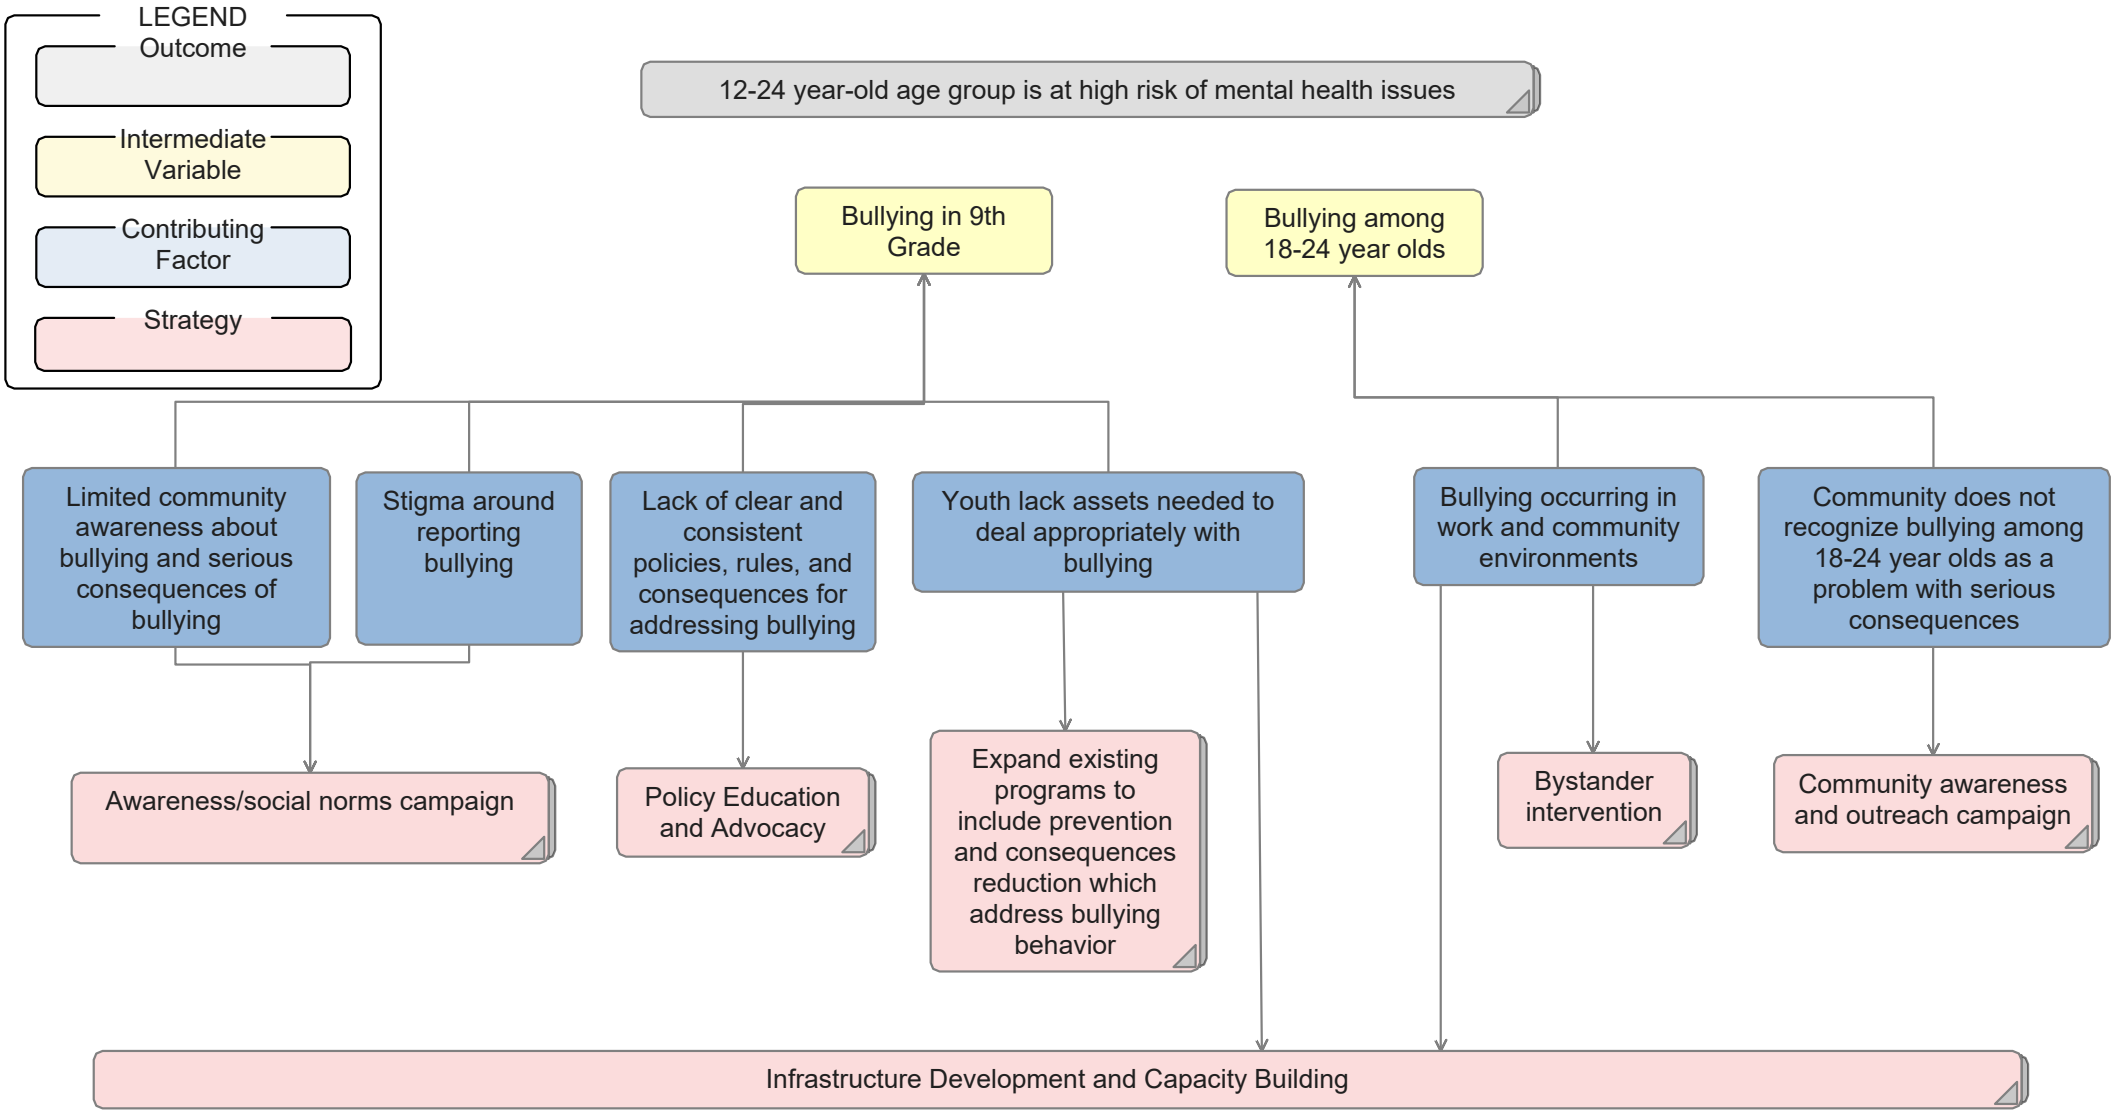 LEGEND
Outcome
Intermediate
Variable
Contributing
Factor
Strategy
12-24 year-old age group is at high risk of mental health issues
Bullying in 9th
Grade
Bullying among
18-24 year olds
Limited community
awareness about
bullying and serious
consequences of
bullying
Stigma around
reporting
bullying
Lack of clear and
consistent
policies, rules, and
consequences for
addressing bullying
Youth lack assets needed to
deal appropriately with
bullying
Bullying occurring in
work and community
environments
Community does not
recognize bullying among
18-24 year olds as a
problem with serious
consequences
Awareness/social norms campaign
Policy Education
and Advocacy
Expand existing
programs to
include prevention
and consequences
reduction which
address bullying
behavior
Bystander
intervention
Community awareness
and outreach campaign
Infrastructure Development and Capacity Building